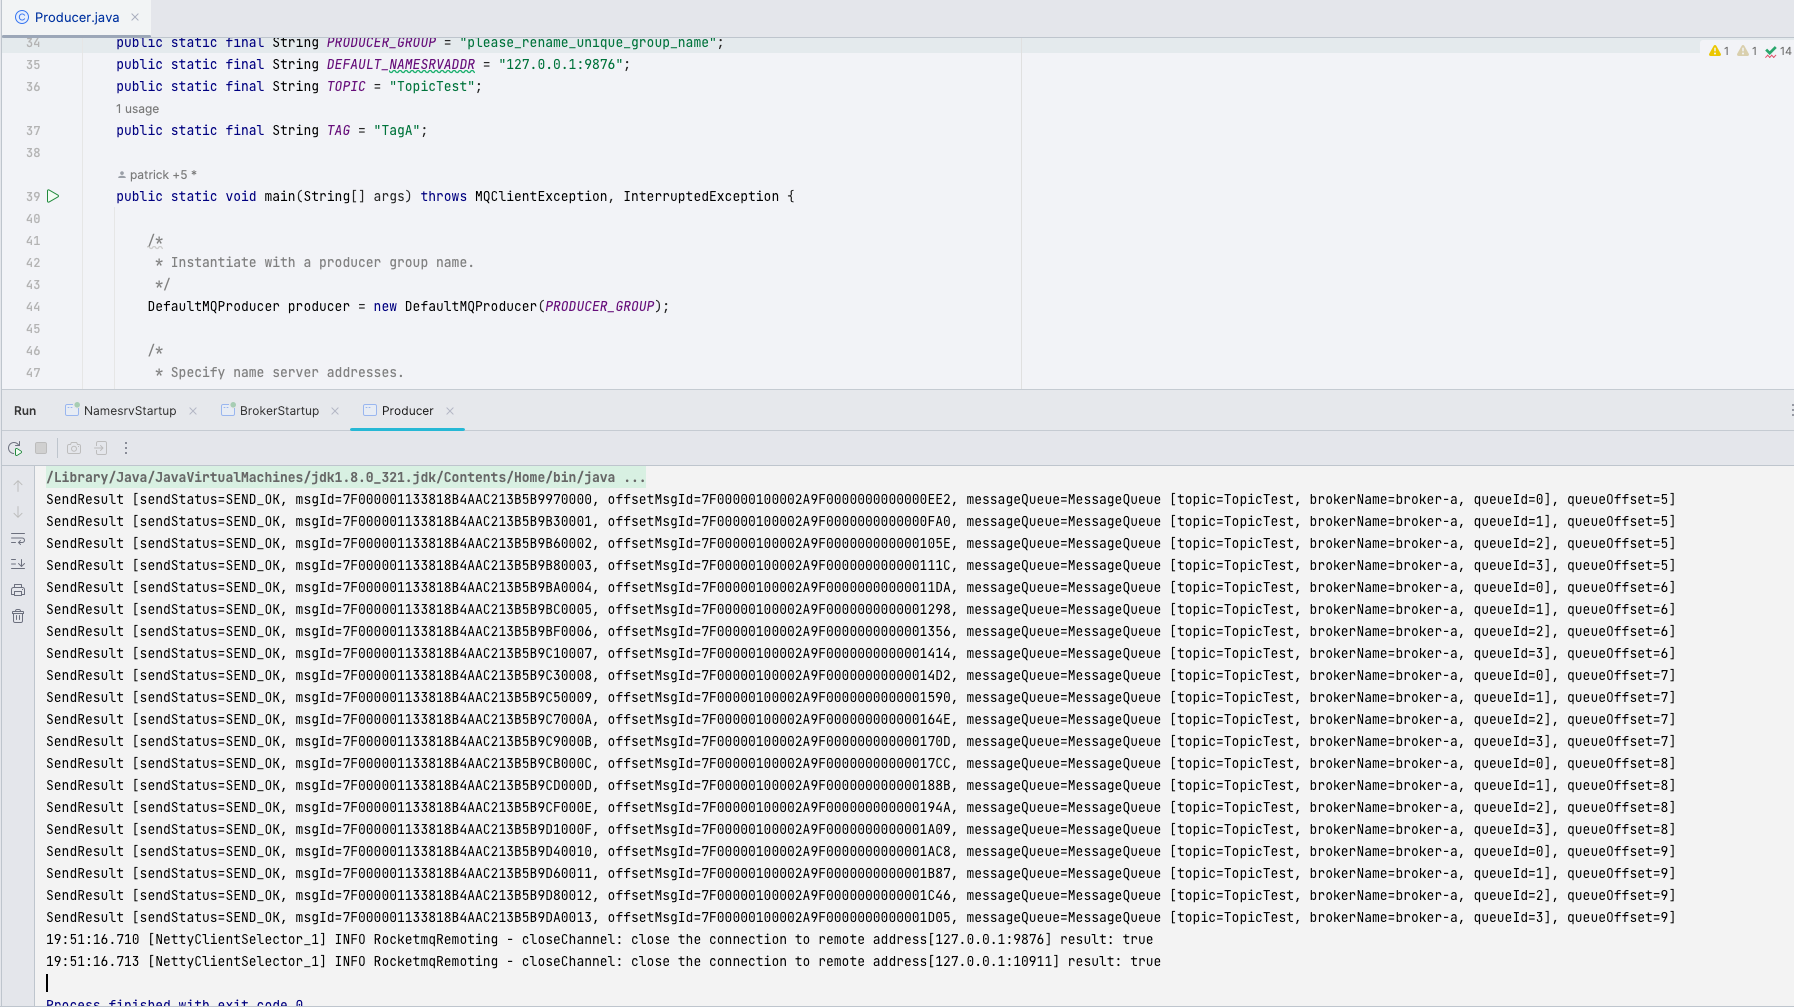 Producer.java
34 public static final String PRODUCER_GROUP = "please_rename_unique_group_name";
1 1 14
35 public static final String DEFAULT_NAMESRVADDR = "127.0.0.1:9876";
36 public static final String TOPIC = "TopicTest";
1 usage
37 public static final String TAG = "TagA";
38
patrick +5 *
39 public static void main(String[] args) throws MQClientException, InterruptedException {
40
41 /*
42 * Instantiate with a producer group name.
43 */
44 DefaultMQProducer producer = new DefaultMQProducer(PRODUCER_GROUP);
45
46 /*
47 * Specify name server addresses.
Run NamesrvStartup BrokerStartup Producer
/Library/Java/JavaVirtualMachines/jdk1.8.0_321.jdk/Contents/Home/bin/java ...
SendResult [sendStatus=SEND_OK, msgId=7F000001133818B4AAC213B5B9970000, offsetMsgId=7F00000100002A9F0000000000000EE2, messageQueue=MessageQueue [topic=TopicTest, brokerName=broker-a, queueId=0], queueOffset=5]
SendResult [sendStatus=SEND_OK, msgId=7F000001133818B4AAC213B5B9B30001, offsetMsgId=7F00000100002A9F0000000000000FA0, messageQueue=MessageQueue [topic=TopicTest, brokerName=broker-a, queueId=1], queueOffset=5]
SendResult [sendStatus=SEND_OK, msgId=7F000001133818B4AAC213B5B9B60002, offsetMsgId=7F00000100002A9F000000000000105E, messageQueue=MessageQueue [topic=TopicTest, brokerName=broker-a, queueId=2], queueOffset=5]
SendResult [sendStatus=SEND_OK, msgId=7F000001133818B4AAC213B5B9B80003, offsetMsgId=7F00000100002A9F000000000000111C, messageQueue=MessageQueue [topic=TopicTest, brokerName=broker-a, queueId=3], queueOffset=5]
SendResult [sendStatus=SEND_OK, msgId=7F000001133818B4AAC213B5B9BA0004, offsetMsgId=7F00000100002A9F00000000000011DA, messageQueue=MessageQueue [topic=TopicTest, brokerName=broker-a, queueId=0], queueOffset=6]
SendResult [sendStatus=SEND_OK, msgId=7F000001133818B4AAC213B5B9BC0005, offsetMsgId=7F00000100002A9F0000000000001298, messageQueue=MessageQueue [topic=TopicTest, brokerName=broker-a, queueId=1], queueOffset=6]
SendResult [sendStatus=SEND_OK, msgId=7F000001133818B4AAC213B5B9BF0006, offsetMsgId=7F00000100002A9F0000000000001356, messageQueue=MessageQueue [topic=TopicTest, brokerName=broker-a, queueId=2], queueOffset=6]
SendResult [sendStatus=SEND_OK, msgId=7F000001133818B4AAC213B5B9C10007, offsetMsgId=7F00000100002A9F0000000000001414, messageQueue=MessageQueue [topic=TopicTest, brokerName=broker-a, queueId=3], queueOffset=6]
SendResult [sendStatus=SEND_OK, msgId=7F000001133818B4AAC213B5B9C30008, offsetMsgId=7F00000100002A9F00000000000014D2, messageQueue=MessageQueue [topic=TopicTest, brokerName=broker-a, queueId=0], queueOffset=7]
SendResult [sendStatus=SEND_OK, msgId=7F000001133818B4AAC213B5B9C50009, offsetMsgId=7F00000100002A9F0000000000001590, messageQueue=MessageQueue [topic=TopicTest, brokerName=broker-a, queueId=1], queueOffset=7]
SendResult [sendStatus=SEND_OK, msgId=7F000001133818B4AAC213B5B9C7000A, offsetMsgId=7F00000100002A9F000000000000164E, messageQueue=MessageQueue [topic=TopicTest, brokerName=broker-a, queueId=2], queueOffset=7]
SendResult [sendStatus=SEND_OK, msgId=7F000001133818B4AAC213B5B9C9000B, offsetMsgId=7F00000100002A9F000000000000170D, messageQueue=MessageQueue [topic=TopicTest, brokerName=broker-a, queueId=3], queueOffset=7]
SendResult [sendStatus=SEND_OK, msgId=7F000001133818B4AAC213B5B9CB000C, offsetMsgId=7F00000100002A9F00000000000017CC, messageQueue=MessageQueue [topic=TopicTest, brokerName=broker-a, queueId=0], queueOffset=8]
SendResult [sendStatus=SEND_OK, msgId=7F000001133818B4AAC213B5B9CD000D, offsetMsgId=7F00000100002A9F000000000000188B, messageQueue=MessageQueue [topic=TopicTest, brokerName=broker-a, queueId=1], queueOffset=8]
SendResult [sendStatus=SEND_OK, msgId=7F000001133818B4AAC213B5B9CF000E, offsetMsgId=7F00000100002A9F000000000000194A, messageQueue=MessageQueue [topic=TopicTest, brokerName=broker-a, queueId=2], queueOffset=8]
SendResult [sendStatus=SEND_OK, msgId=7F000001133818B4AAC213B5B9D1000F, offsetMsgId=7F00000100002A9F0000000000001A09, messageQueue=MessageQueue [topic=TopicTest, brokerName=broker-a, queueId=3], queueOffset=8]
SendResult [sendStatus=SEND_OK, msgId=7F000001133818B4AAC213B5B9D40010, offsetMsgId=7F00000100002A9F0000000000001AC8, messageQueue=MessageQueue [topic=TopicTest, brokerName=broker-a, queueId=0], queueOffset=9]
SendResult [sendStatus=SEND_OK, msgId=7F000001133818B4AAC213B5B9D60011, offsetMsgId=7F00000100002A9F0000000000001B87, messageQueue=MessageQueue [topic=TopicTest, brokerName=broker-a, queueId=1], queueOffset=9]
SendResult [sendStatus=SEND_OK, msgId=7F000001133818B4AAC213B5B9D80012, offsetMsgId=7F00000100002A9F0000000000001C46, messageQueue=MessageQueue [topic=TopicTest, brokerName=broker-a, queueId=2], queueOffset=9]
SendResult [sendStatus=SEND_OK, msgId=7F000001133818B4AAC213B5B9DA0013, offsetMsgId=7F00000100002A9F0000000000001D05, messageQueue=MessageQueue [topic=TopicTest, brokerName=broker-a, queueId=3], queueOffset=9]
19:51:16.710 [NettyClientSelector_1] INFO RocketmqRemoting - closeChannel: close the connection to remote address[127.0.0.1:9876] result: true
19:51:16.713 [NettyClientSelector_1] INFO RocketmqRemoting - closeChannel: close the connection to remote address[127.0.0.1:10911] result: true
Process finished with exit code 0